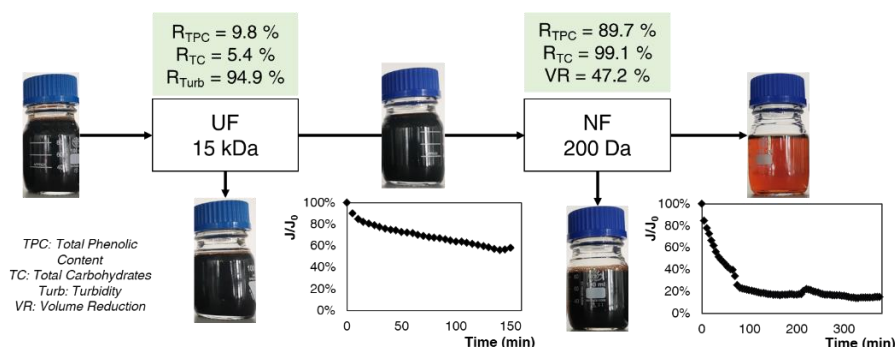 R_TPC = 9.8 %
R_TC = 5.4 %
R_Turb = 94.9 %
R_TPC = 89.7 %
R_TC = 99.1 %
VR = 47.2 %
UF
15 kDa
NF
200 Da
TPC: Total Phenolic
Content
TC: Total Carbohydrates
Turb: Turbidity
VR: Volume Reduction
J/J₀
100%
80%
60%
40%
20%
0%
0
50
100
150
Time (min)
J/J₀
100%
80%
60%
40%
20%
0%
0
100
200
300
Time (min)